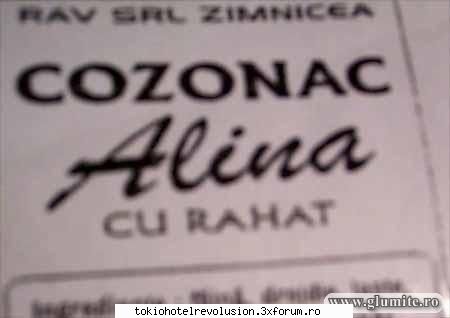 RAV SRL ZIMNICEA
COZONAC
Alina
CU RAHAT
www.glumite.ro
tokiohotelrevolusion.3xforum.ro